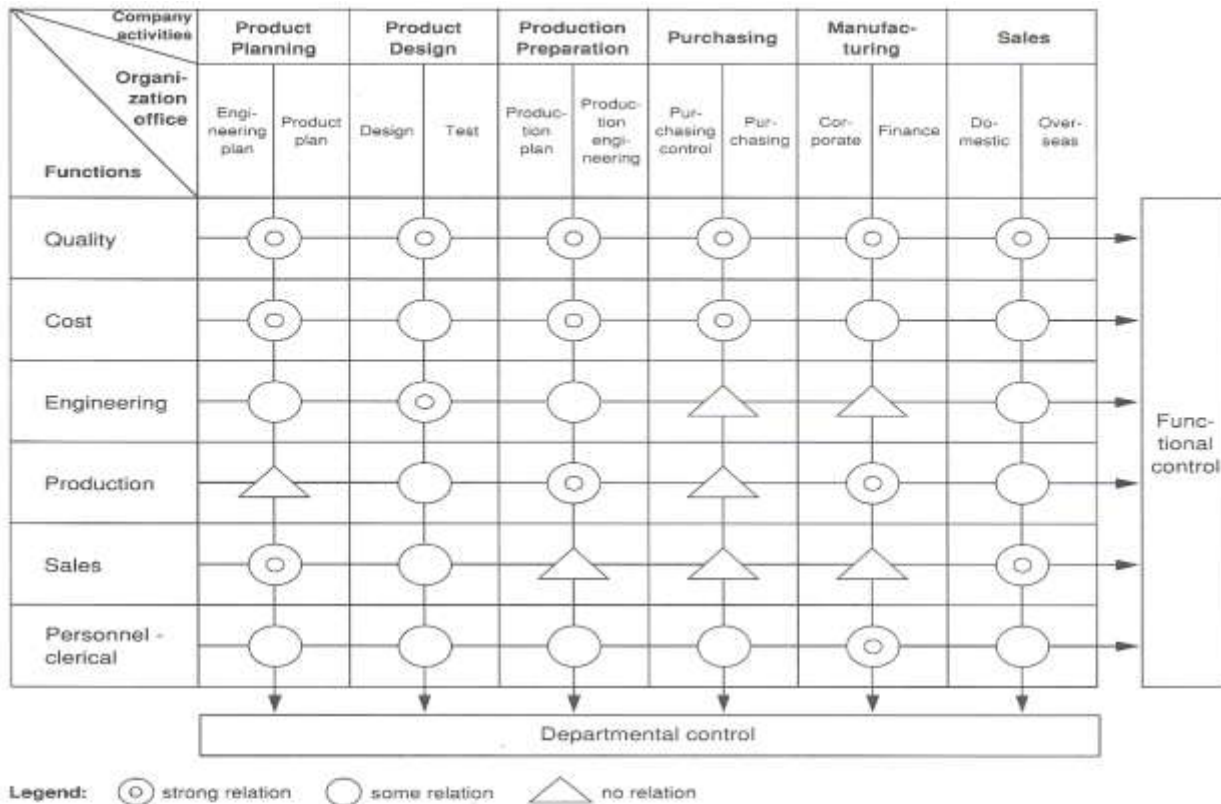 Company
activities
Product
Planning
Product
Design
Production
Preparation
Purchasing
Manufac-
turing
Sales
Organi-
zation
office
Functions
Engi-
neering
plan
Product
plan
Design
Test
Produc-
tion
plan
Produc-
tion
engi-
neering
Pur-
chasing
control
Pur-
chasing
Cor-
porate
Finance
Do-
mestic
Over-
seas
Quality
Cost
Engineering
Production
Sales
Personnel -
clerical
Func-
tional
control
Departmental control
Legend: strong relation some relation no relation